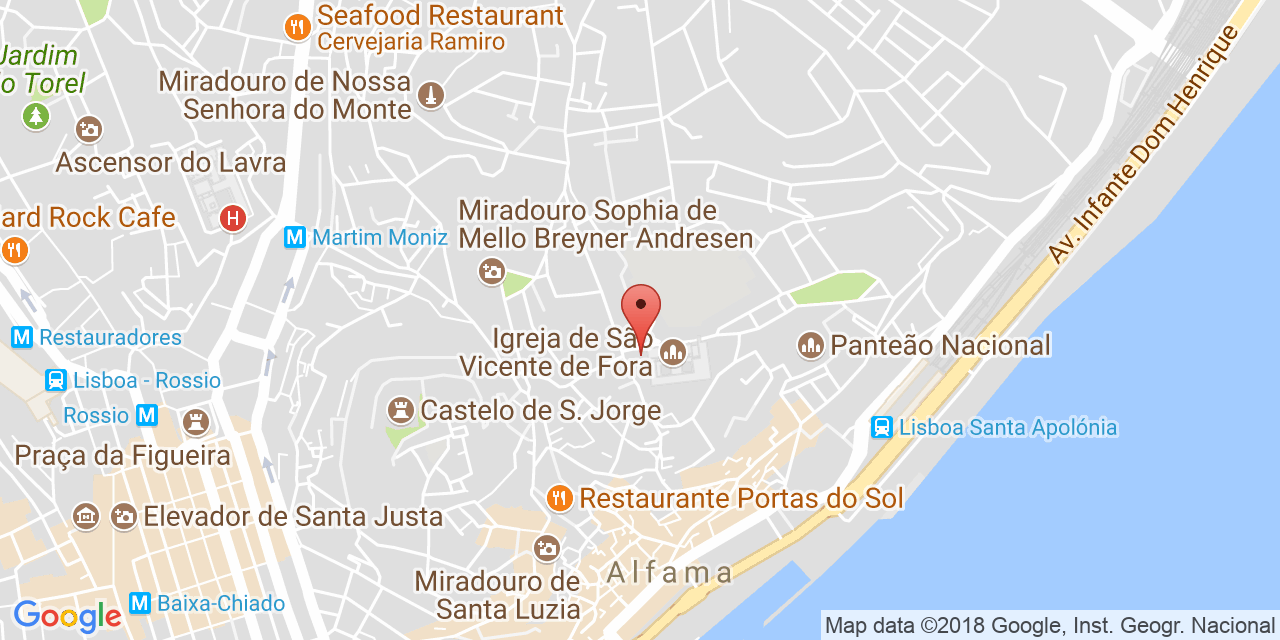 Seafood Restaurant
Cervejaria Ramiro
Jardim
o Torel
Miradouro de Nossa
Senhora do Monte
Ascensor do Lavra
ard Rock Cafe
H
M Martim Moniz
Miradouro Sophia de
Mello Breyner Andresen
Av. Infante Dom Henrique
M Restauradores
Igreja de São
Vicente de Fora
Panteão Nacional
Lisboa - Rossio
Rossio M
Castelo de S. Jorge
Lisboa Santa Apolónia
Praça da Figueira
Restaurante Portas do Sol
Elevador de Santa Justa
Alfama
Miradouro de
Santa Luzia
M Baixa-Chiado
Google
Map data ©2018 Google, Inst. Geogr. Nacional